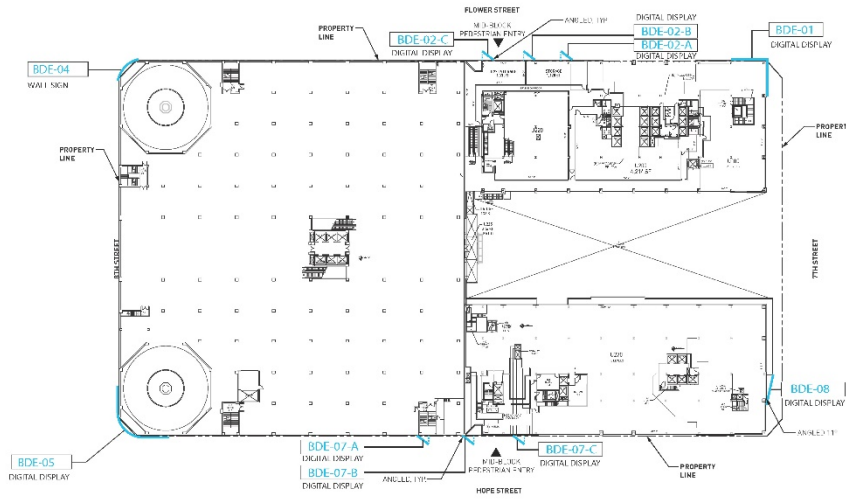 FLOWER STREET
MID-BLOCK
PEDESTRIAN ENTRY
ANGLED, TYP.
DIGITAL DISPLAY
PROPERTY
LINE
BDE-02-C
DIGITAL DISPLAY
BDE-02-B
BDE-02-A
DIGITAL DISPLAY
BDE-01
DIGITAL DISPLAY
BDE-04
WALL SIGN
PROPERTY
LINE
PROPERTY
LINE
8TH STREET
7TH STREET
BDE-08
DIGITAL DISPLAY
BDE-07-A
DIGITAL DISPLAY
BDE-07-B
ANGLED, TYP.
MID-BLOCK
PEDESTRIAN ENTRY
BDE-07-C
DIGITAL DISPLAY
ANGLED TYP.
BDE-05
DIGITAL DISPLAY
PROPERTY
LINE
HOPE STREET